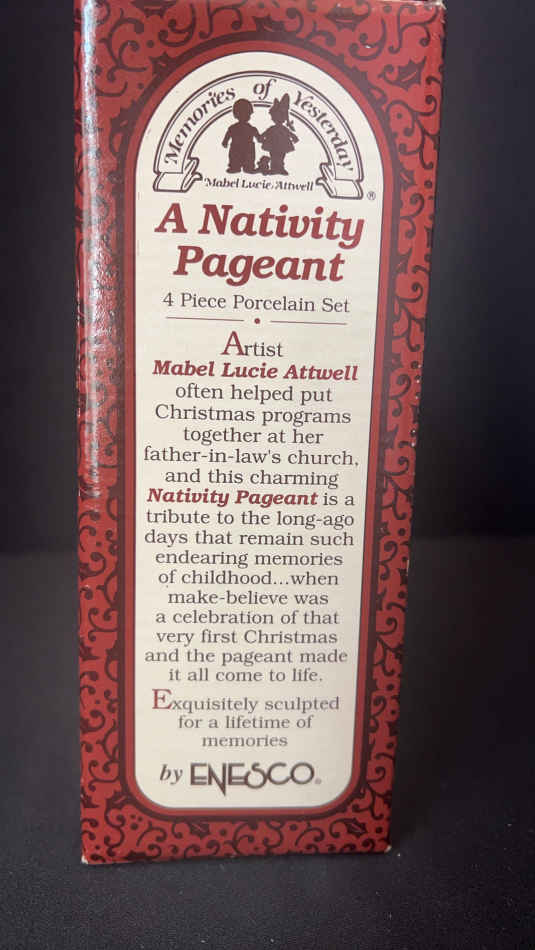 Memories of Yesterday
Mabel Lucie Attwell ®
A Nativity
Pageant
4 Piece Porcelain Set
Artist
Mabel Lucie Attwell
often helped put
Christmas programs
together at her
father-in-law's church,
and this charming
Nativity Pageant is a
tribute to the long-ago
days that remain such
endearing memories
of childhood...when
make-believe was
a celebration of that
very first Christmas
and the pageant made
it all come to life.
Exquisitely sculpted
for a lifetime of
memories
by ENESCO®